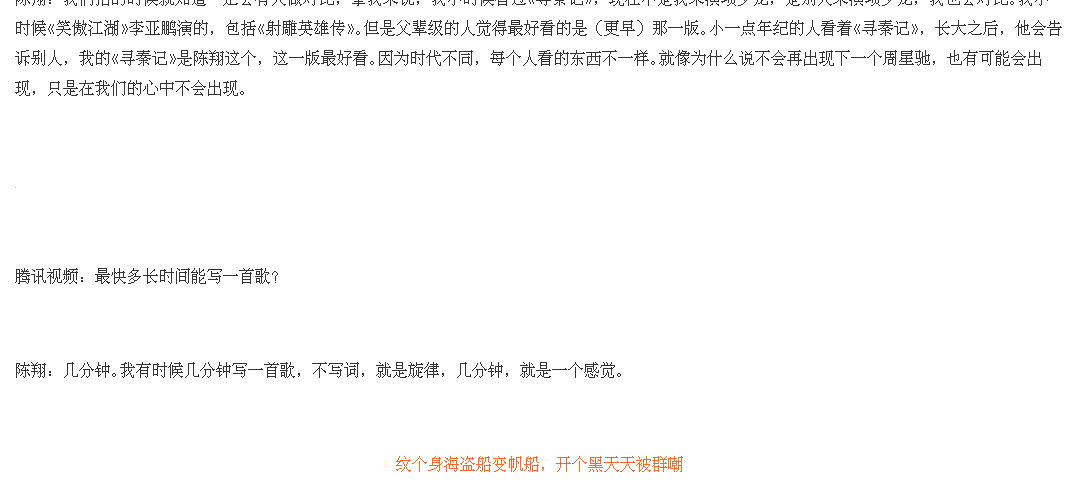 时候《笑傲江湖》李亚鹏演的，包括《射雕英雄传》。但是父辈级的人觉得最好看的是（更早）那一版。小一点年纪的人看着《寻秦记》，长大之后，他会告
诉别人，我的《寻秦记》是陈翔这个，这一版最好看。因为时代不同，每个人看的东西不一样。就像为什么说不会再出现下一个周星驰，也有可能会出
现，只是在我们的心中不会出现。
腾讯视频：最快多长时间能写一首歌？
陈翔：几分钟。我有时候几分钟写一首歌，不写词，就是旋律，几分钟，就是一个感觉。
纹个身海盗船变帆船，开个黑天天被群嘲